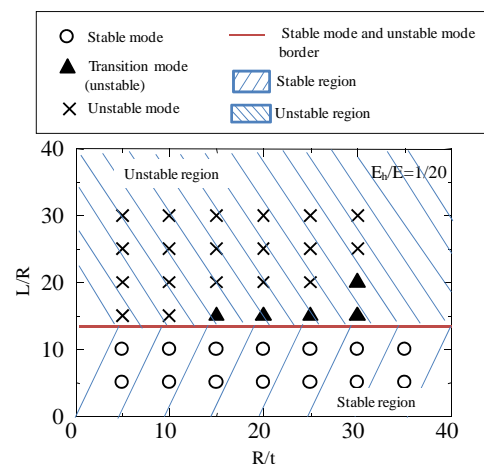 Stable mode
Transition mode
(unstable)
Unstable mode
Stable mode and unstable mode
border
Stable region
Unstable region
40
30
20
10
0
L/R
Unstable region
E_h/E=1/20
Stable region
0
10
20
30
40
R/t